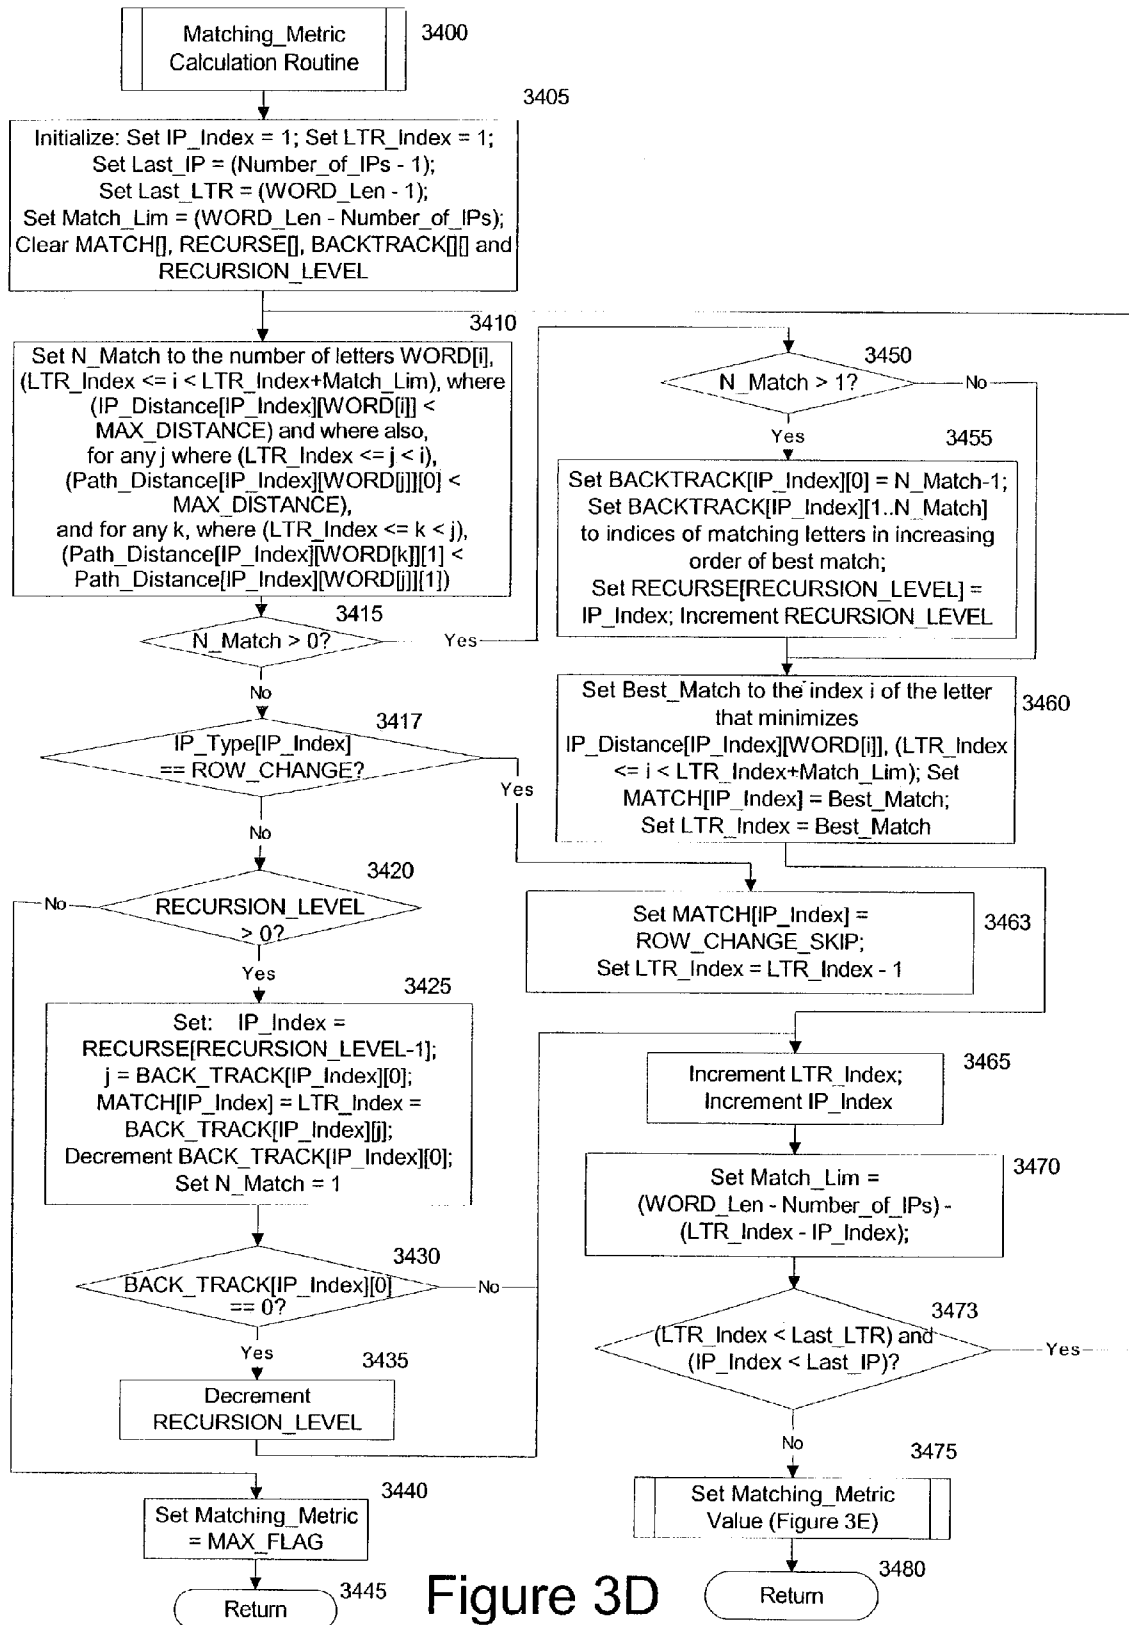 Matching_Metric
Calculation Routine
3400
3405
Initialize: Set IP_Index = 1; Set LTR_Index = 1;
Set Last_IP = (Number_of_IPs - 1);
Set Last_LTR = (WORD_Len - 1);
Set Match_Lim = (WORD_Len - Number_of_IPs);
Clear MATCH[], RECURSE[], BACKTRACK[][] and
RECURSION_LEVEL
3410
Set N_Match to the number of letters WORD[i],
(LTR_Index <= i < LTR_Index+Match_Lim), where
(IP_Distance[IP_Index][WORD[i]] <
MAX_DISTANCE) and where also,
for any j where (LTR_Index <= j < i),
(Path_Distance[IP_Index][WORD[j]][0] <
MAX_DISTANCE),
and for any k, where (LTR_Index <= k < j),
(Path_Distance[IP_Index][WORD[k]][1] <
Path_Distance[IP_Index][WORD[j]][1])
3415
N_Match > 0?
Yes
No
3417
IP_Type[IP_Index]
== ROW_CHANGE?
Yes
No
3420
RECURSION_LEVEL
> 0?
No
Yes
3425
Set: IP_Index =
RECURSE[RECURSION_LEVEL-1];
j = BACK_TRACK[IP_Index][0];
MATCH[IP_Index] = LTR_Index =
BACK_TRACK[IP_Index][j];
Decrement BACK_TRACK[IP_Index][0];
Set N_Match = 1
3430
BACK_TRACK[IP_Index][0]
== 0?
No
Yes
3435
Decrement
RECURSION_LEVEL
3440
Set Matching_Metric
= MAX_FLAG
3445
Return
3450
N_Match > 1?
No
Yes
3455
Set BACKTRACK[IP_Index][0] = N_Match-1;
Set BACKTRACK[IP_Index][1..N_Match]
to indices of matching letters in increasing
order of best match;
Set RECURSE[RECURSION_LEVEL] =
IP_Index; Increment RECURSION_LEVEL
3460
Set Best_Match to the index i of the letter
that minimizes
IP_Distance[IP_Index][WORD[i]], (LTR_Index
<= i < LTR_Index+Match_Lim); Set
MATCH[IP_Index] = Best_Match;
Set LTR_Index = Best_Match
3463
Set MATCH[IP_Index] =
ROW_CHANGE_SKIP;
Set LTR_Index = LTR_Index - 1
3465
Increment LTR_Index;
Increment IP_Index
3470
Set Match_Lim =
(WORD_Len - Number_of_IPs) -
(LTR_Index - IP_Index);
3473
(LTR_Index < Last_LTR) and
(IP_Index < Last_IP)?
Yes
No
3475
Set Matching_Metric
Value (Figure 3E)
3480
Return
Figure 3D